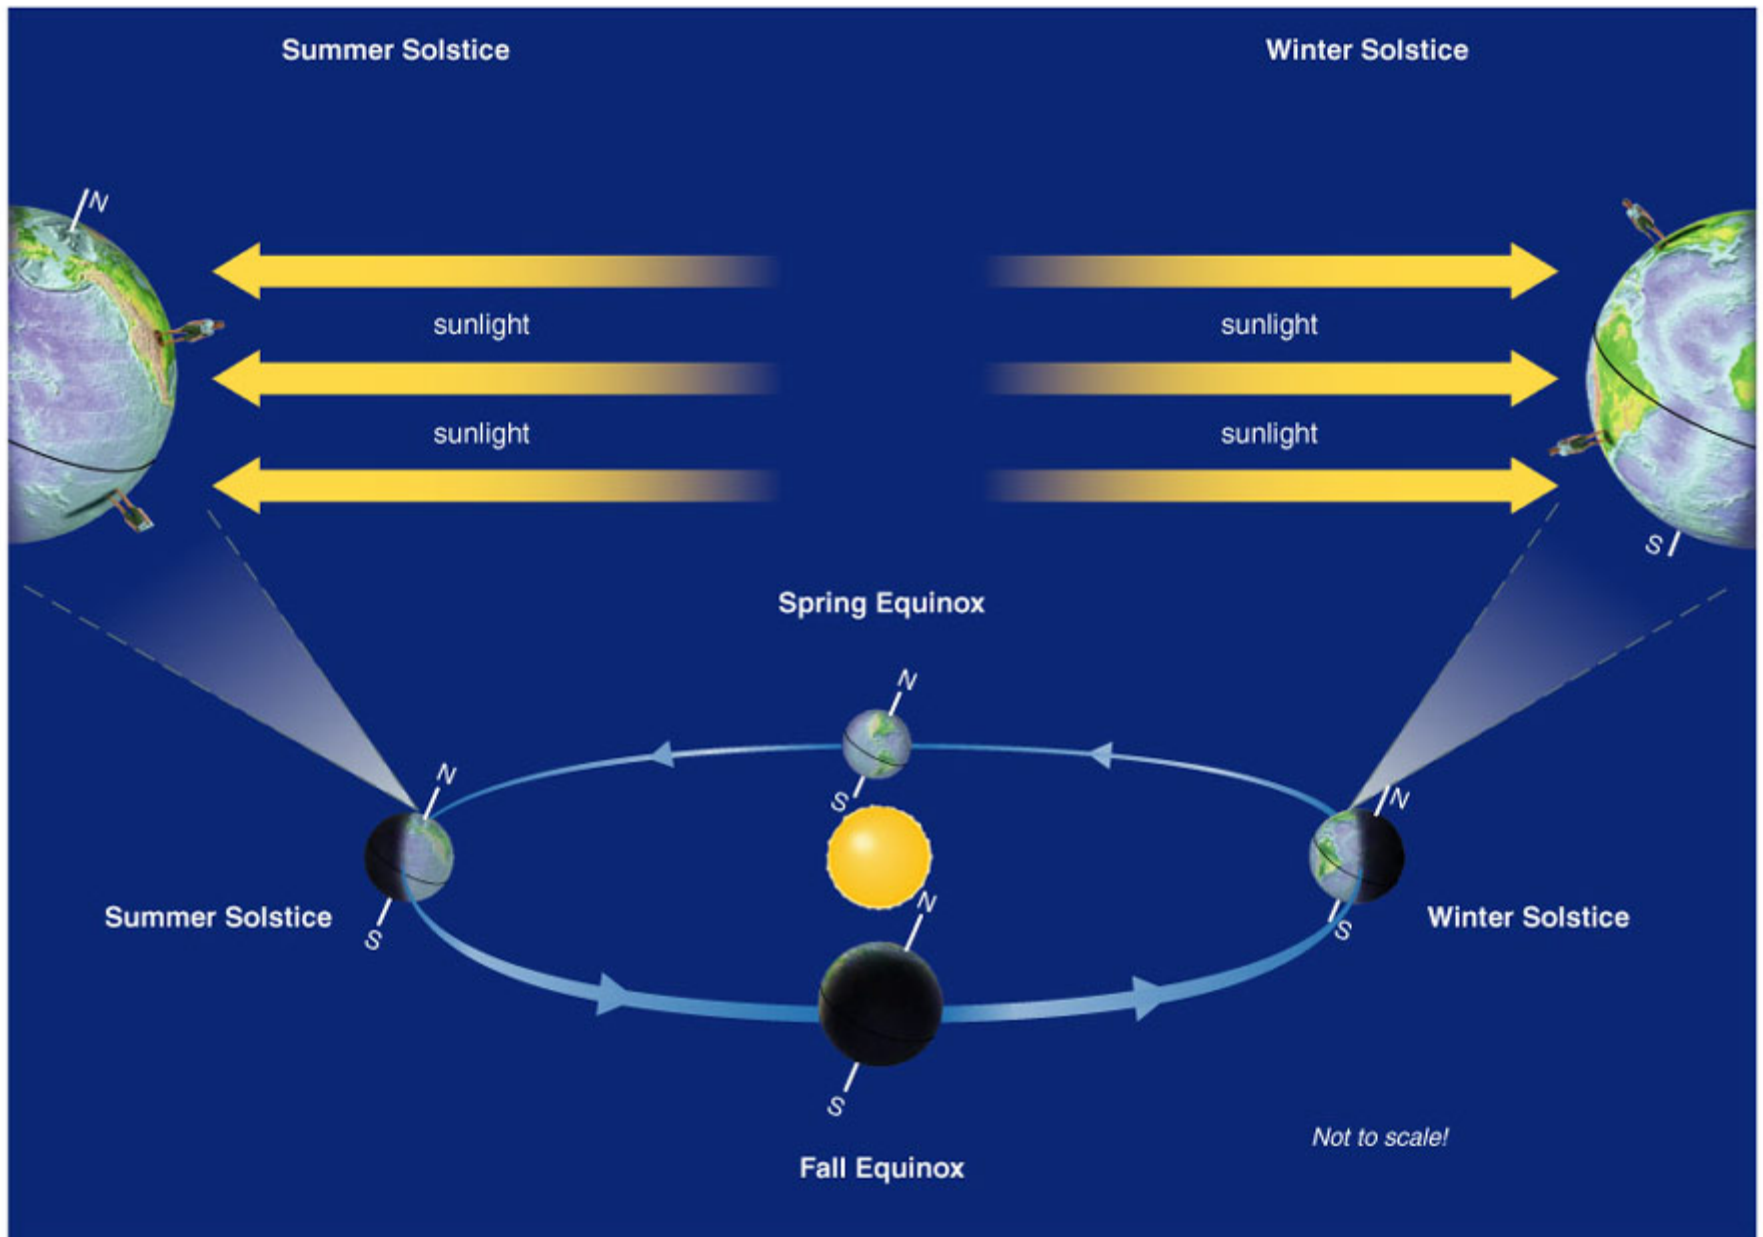 Summer Solstice
Winter Solstice
N
sunlight
sunlight
sunlight
sunlight
S
Spring Equinox
N
S
N
N
Summer Solstice
S
N
Winter Solstice
S
S
Not to scale!
Fall Equinox